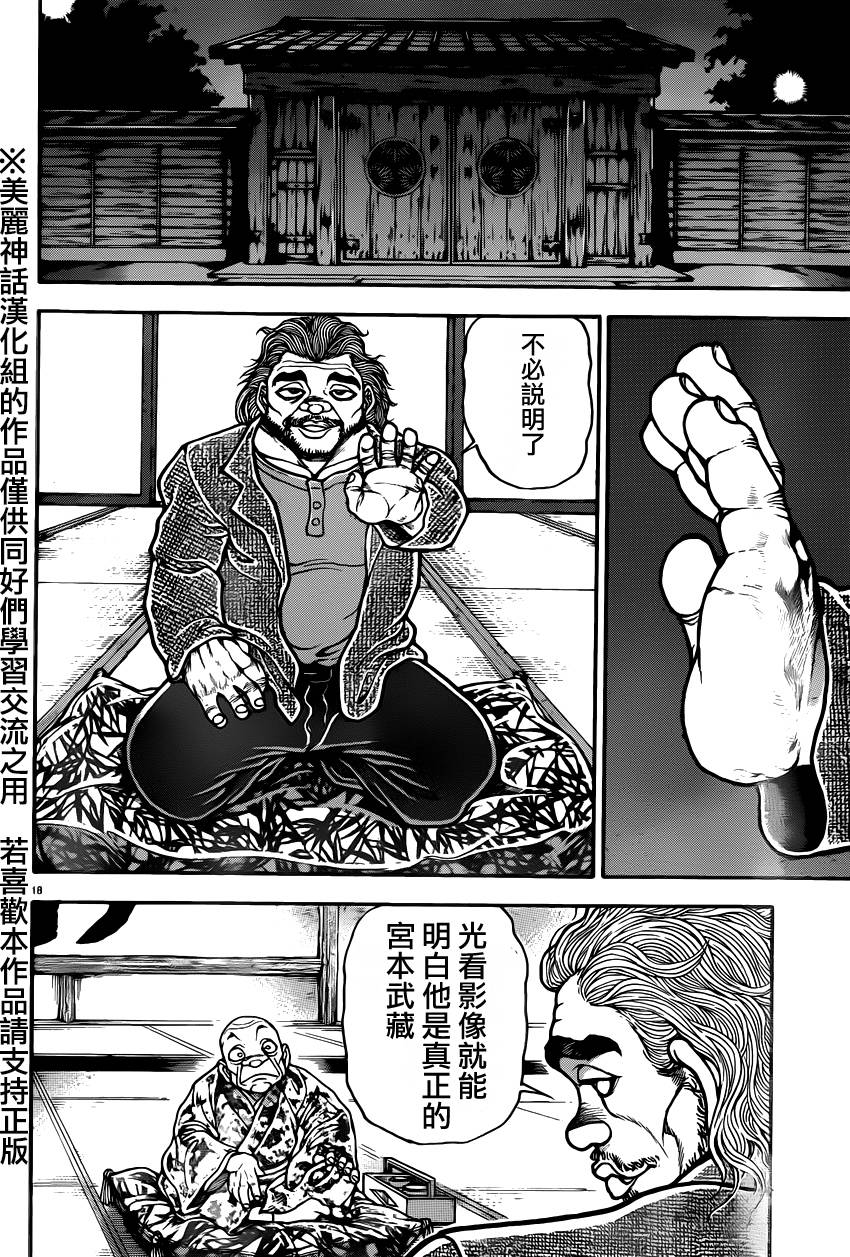 不必説明了
光看影像就能
明白他是真正的
宮本武藏
18
※美麗神話漢化組的作品僅供同好們學習交流之用　若喜歡本作品請支持正版